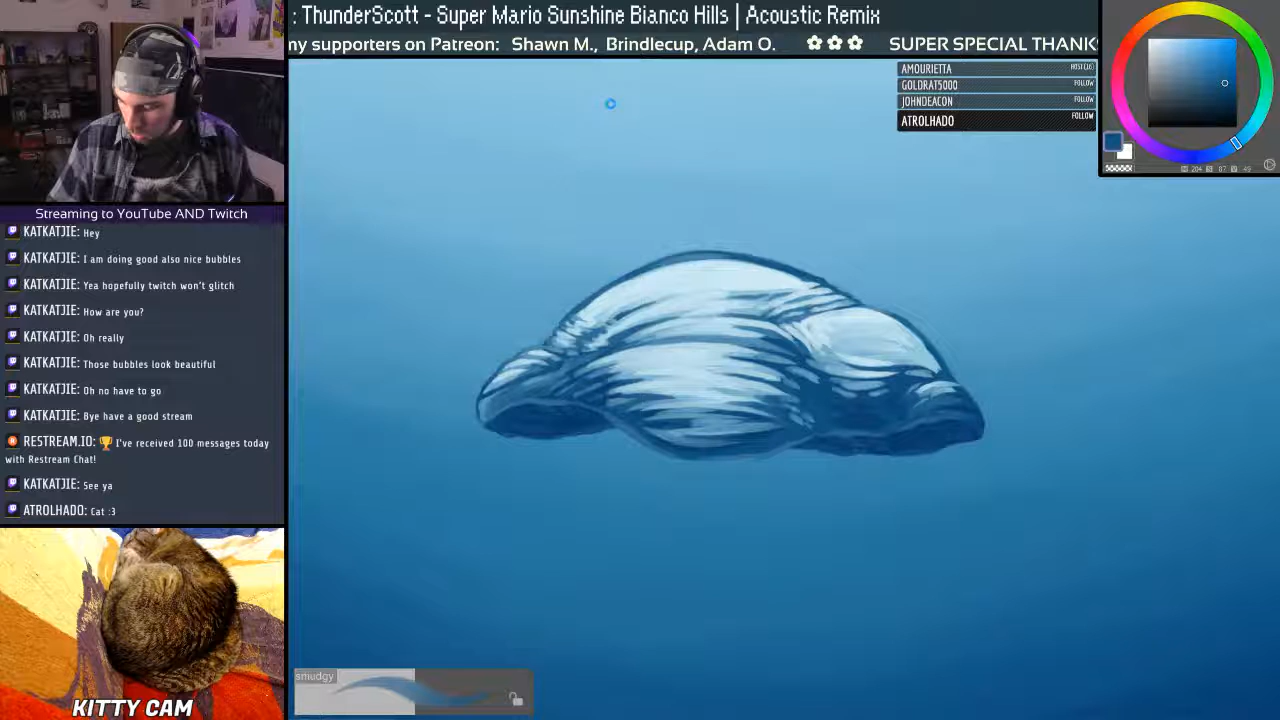 : ThunderScott - Super Mario Sunshine Bianco Hills | Acoustic Remix
my supporters on Patreon: Shawn M., Brindlecup, Adam O. ✿ ✿ ✿ SUPER SPECIAL THANK
AMOURIETTA
GOLDRAT5000 FOLLOW
JOHNDEACON FOLLOW
ATROLHADO FOLLOW
Streaming to YouTube AND Twitch
KATKATJIE: Hey
KATKATJIE: I am doing good also nice bubbles
KATKATJIE: Yea hopefully twitch won't glitch
KATKATJIE: How are you?
KATKATJIE: Oh really
KATKATJIE: Those bubbles look beautiful
KATKATJIE: Oh no have to go
KATKATJIE: Bye have a good stream
RESTREAM.IO: 🏆 I've received 100 messages today
with Restream Chat!
KATKATJIE: See ya
ATROLHADO: Cat :3
KITTY CAM
smudgy